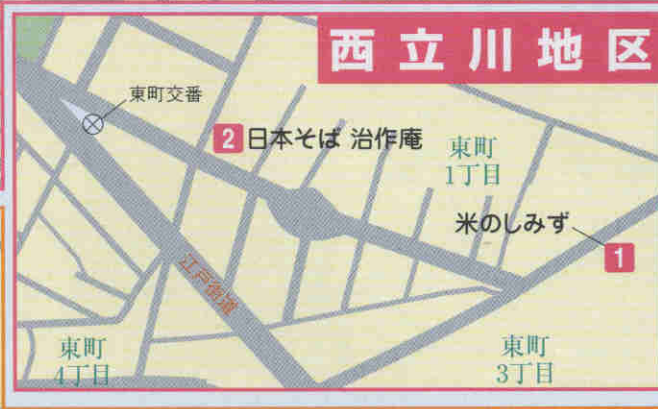 西立川地区
東町交番
2 日本そば 治作庵
東町
1丁目
米のしみず
1
江戸街道
東町
4丁目
東町
3丁目